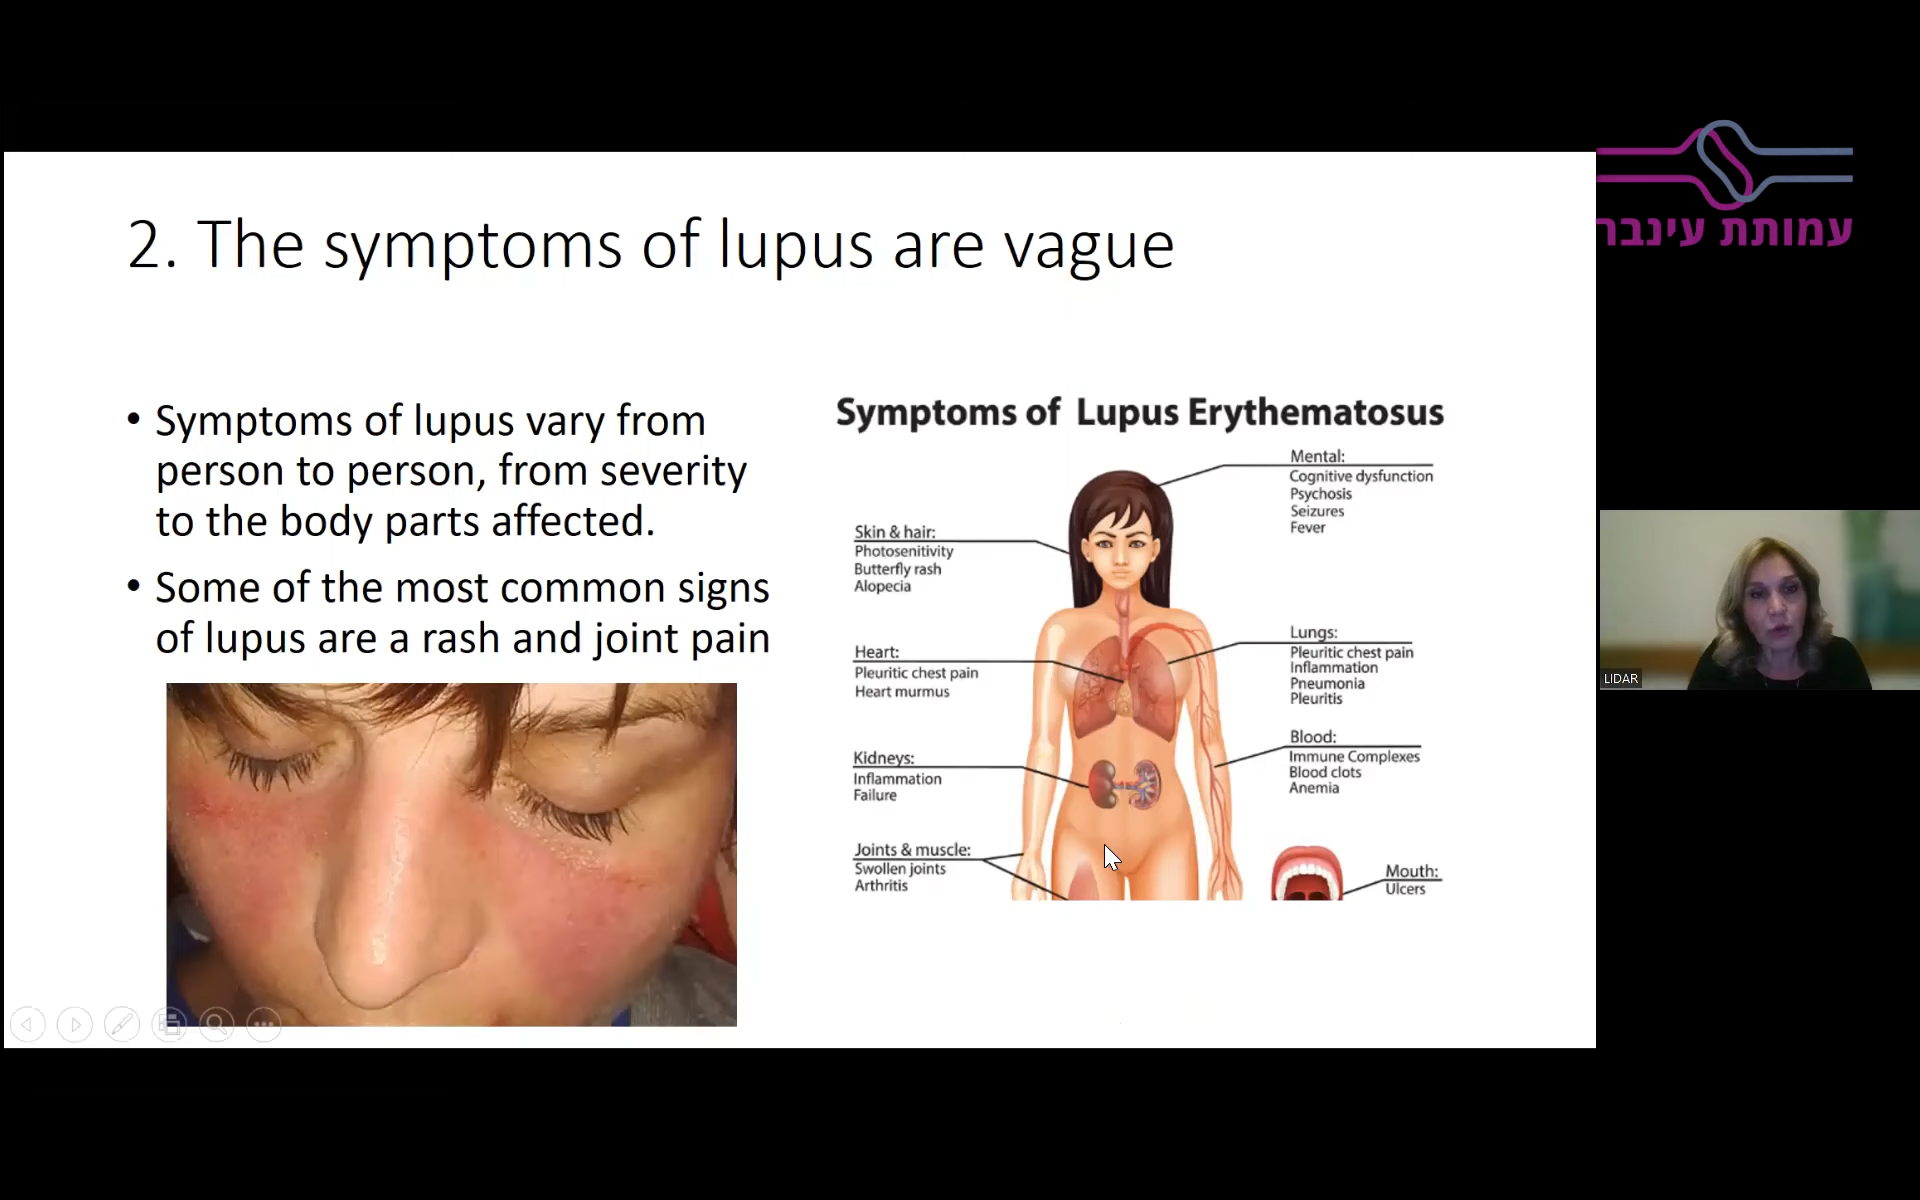 2. The symptoms of lupus are vague
• Symptoms of lupus vary from
person to person, from severity
to the body parts affected.
• Some of the most common signs
of lupus are a rash and joint pain
Symptoms of Lupus Erythematosus
Mental:
Cognitive dysfunction
Psychosis
Seizures
Fever
Skin & hair:
Photosenitivity
Butterfly rash
Alopecia
Heart:
Pleuritic chest pain
Heart murmus
Lungs:
Pleuritic chest pain
Inflammation
Pneumonia
Pleuritis
Kidneys:
Inflammation
Failure
Blood:
Immune Complexes
Blood clots
Anemia
Joints & muscle:
Swollen joints
Arthritis
Mouth:
Ulcers
עמותת עינבר
LIDAR